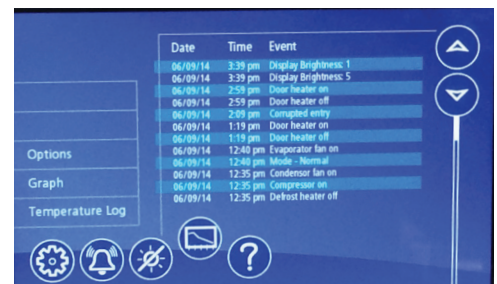 Date Time Event
06/09/14 3:39 pm Display Brightness: 1
06/09/14 3:39 pm Display Brightness: 5
06/09/14 2:59 pm Door heater on
06/09/14 2:59 pm Door heater off
06/09/14 2:09 pm Corrupted entry
06/09/14 1:19 pm Door heater on
06/09/14 1:19 pm Door heater off
06/09/14 12:40 pm Evaporator fan on
06/09/14 12:40 pm Mode - Normal
06/09/14 12:35 pm Condensor fan on
06/09/14 12:35 pm Compressor on
06/09/14 12:35 pm Defrost heater off
Options
Graph
Temperature Log
?